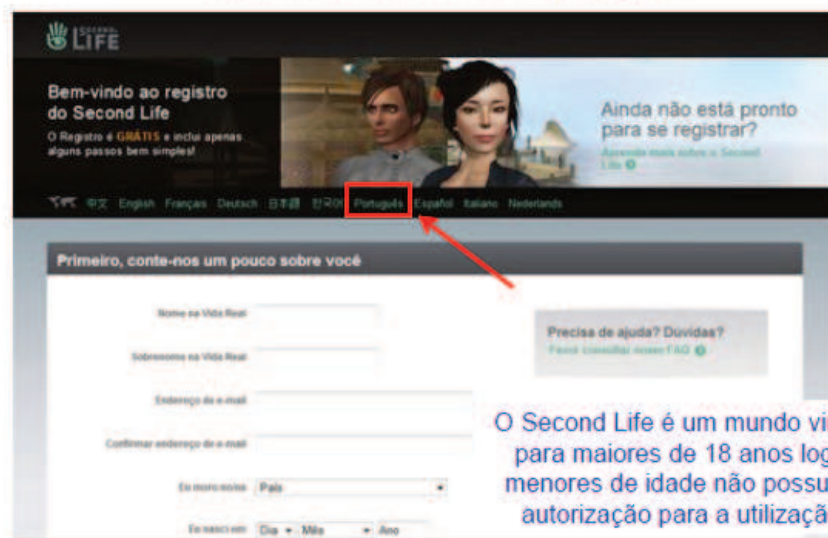 SECOND
LIFE
Bem-vindo ao registro
do Second Life
O Registro é GRÁTIS e inclui apenas
alguns passos bem simples!
Ainda não está pronto
para se registrar?
Aprenda mais sobre o Second
Life
中文 English Français Deutsch 日本語 한국어 Português Español Italiano Nederlands
Primeiro, conte-nos um pouco sobre você
Nome na Vida Real
Sobrenome na Vida Real
Endereço de e-mail
Confirmar endereço de e-mail
Eu moro no/na País
Eu nasci em Dia Mês Ano
Precisa de ajuda? Dúvidas?
Favor consultar nosso FAQ
O Second Life é um mundo vi
para maiores de 18 anos log
menores de idade não possu
autorização para a utilizaçã